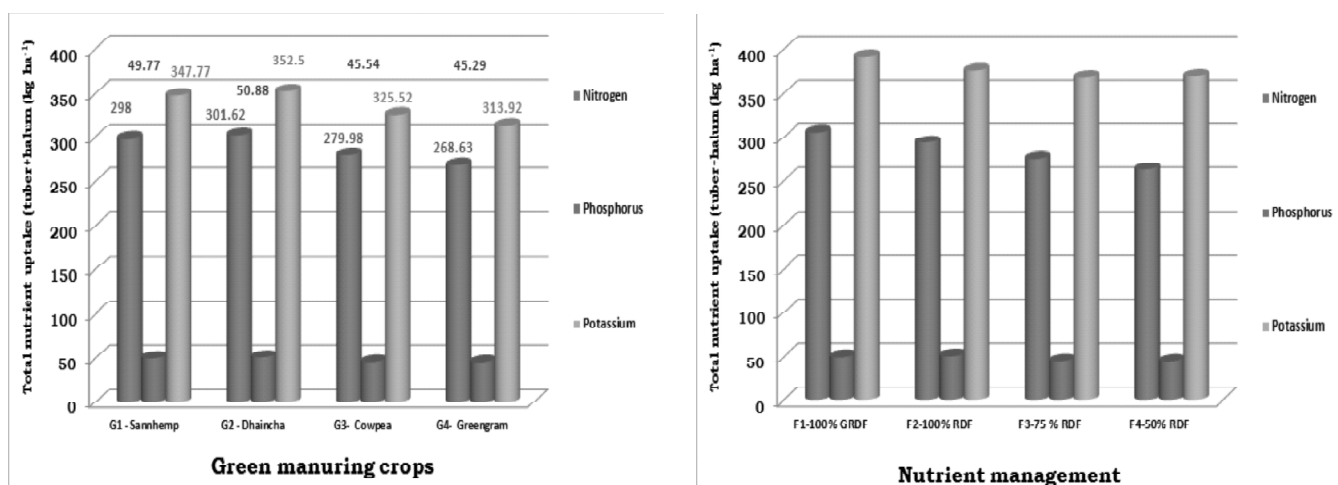 Total nutrient uptake (tuber+halum (kg ha⁻¹)
400
350
300
250
200
150
100
50
0
49.77
347.77
298
50.88
352.5
301.62
45.54
325.52
279.98
45.29
313.92
268.63
Nitrogen
Phosphorus
Potassium
G1 - Sannhemp
G2 - Dhaincha
G3- Cowpea
G4- Greengram
Green manuring crops
Total nutrient uptake (tuber-halum (kg ha⁻¹)
400
350
300
250
200
150
100
50
0
Nitrogen
Phosphorus
Potassium
F1-100% GRDF
F2-100% RDF
F3-75 % RDF
F4-50% RDF
Nutrient management